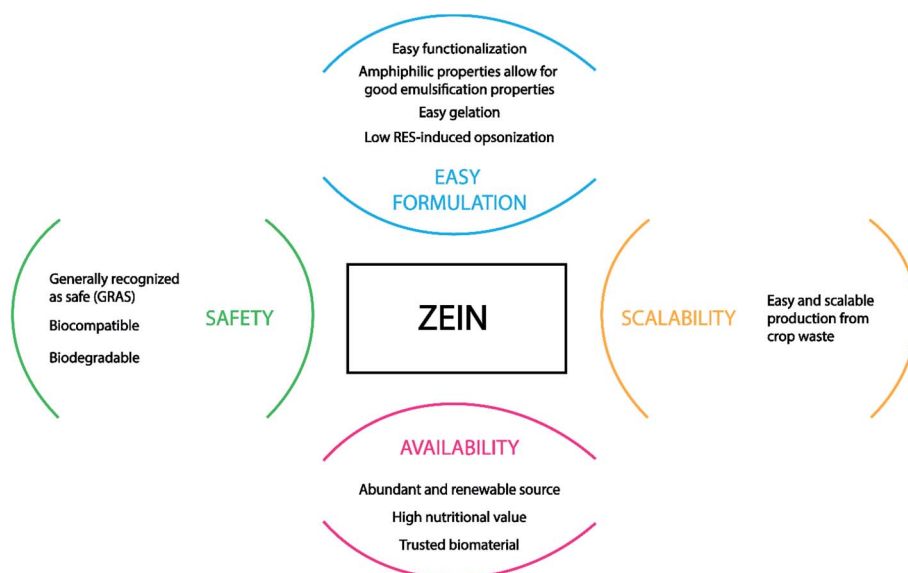 Easy functionalization
Amphiphilic properties allow for
good emulsification properties
Easy gelation
Low RES-induced opsonization
EASY
FORMULATION
Generally recognized
as safe (GRAS)
Biocompatible
Biodegradable
SAFETY
ZEIN
SCALABILITY
Easy and scalable
production from
crop waste
AVAILABILITY
Abundant and renewable source
High nutritional value
Trusted biomaterial